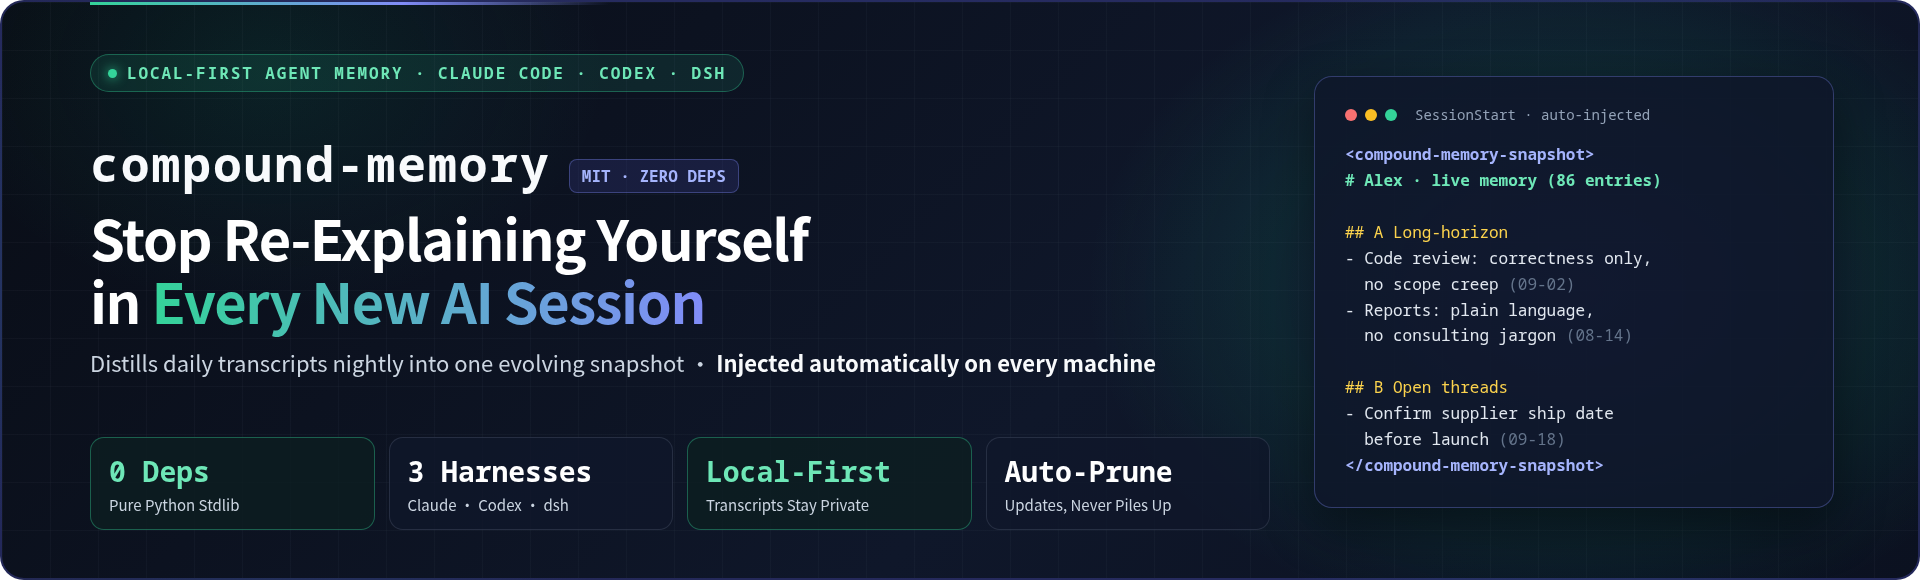 LOCAL-FIRST AGENT MEMORY · CLAUDE CODE · CODEX · DSH
compound-memory
MIT · ZERO DEPS
Stop Re-Explaining Yourself
in Every New AI Session
Distills daily transcripts nightly into one evolving snapshot • Injected automatically on every machine
0 Deps
Pure Python Stdlib
3 Harnesses
Claude • Codex • dsh
Local-First
Transcripts Stay Private
Auto-Prune
Updates, Never Piles Up
SessionStart · auto-injected
<compound-memory-snapshot>
# Alex · live memory (86 entries)
## A Long-horizon
- Code review: correctness only,
no scope creep (09-02)
- Reports: plain language,
no consulting jargon (08-14)
## B Open threads
- Confirm supplier ship date
before launch (09-18)
</compound-memory-snapshot>